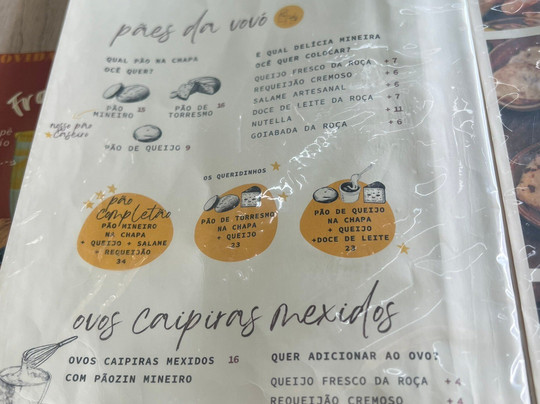 pães da vovó
QUAL PÃO NA CHAPA
OCÊ QUER?
PÃO
MINEIRO 15
PÃO DE 16
TORRESMO
nosso pão
caseiro
PÃO DE QUEIJO 9
E QUAL DELÍCIA MINEIRA
OCÊ QUER COLOCAR?
QUEIJO FRESCO DA ROÇA + 7
REQUEIJÃO CREMOSO + 6
SALAME ARTESANAL + 6
DOCE DE LEITE DA ROÇA + 7
NUTELLA + 11
GOIABADA DA ROÇA + 6
OS QUERIDINHOS
pão
completão
PÃO MINEIRO
NA CHAPA
+ QUEIJO + SALAME
+ REQUEIJÃO
34
PÃO DE TORRESMO
NA CHAPA
+ QUEIJO
23
PÃO DE QUEIJO
NA CHAPA
+ QUEIJO
+DOCE DE LEITE
23
ovos caipiras mexidos
OVOS CAIPIRAS MEXIDOS 16
COM PÃOZIN MINEIRO
QUER ADICIONAR AO OVO?
QUEIJO FRESCO DA ROÇA + 4
REQUEIJÃO CREMOSO + 4